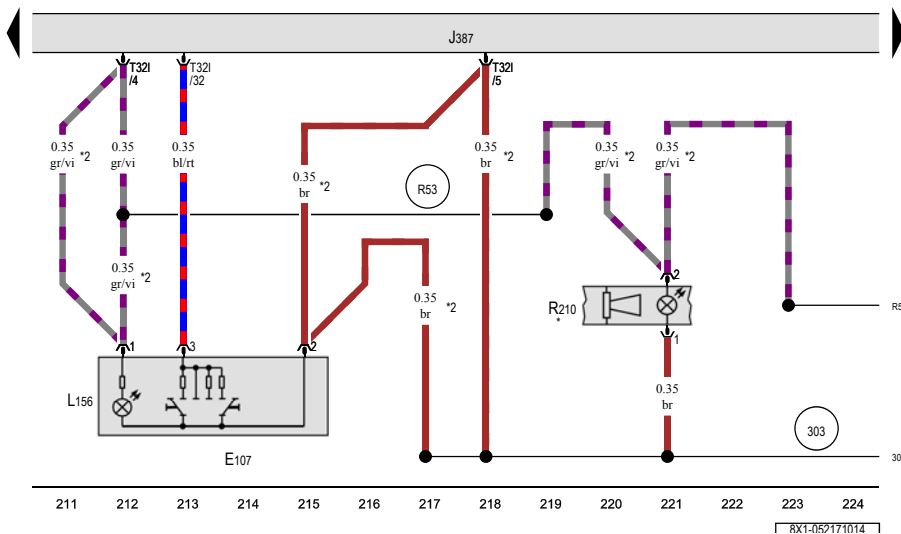 J387
T32I
/4
T32I
/32
T32I
/5
0.35
gr/vi *2
0.35
gr/vi
0.35
bl/rt
0.35
br *2
R53
0.35
br *2
0.35
gr/vi *2
0.35
gr/vi *2
0.35
gr/vi *2
0.35
br *2
2
R210
*
1
R5
1
3
2
L156
0.35
br
303
E107
30
211 212 213 214 215 216 217 218 219 220 221 222 223 224
8X1-052171014